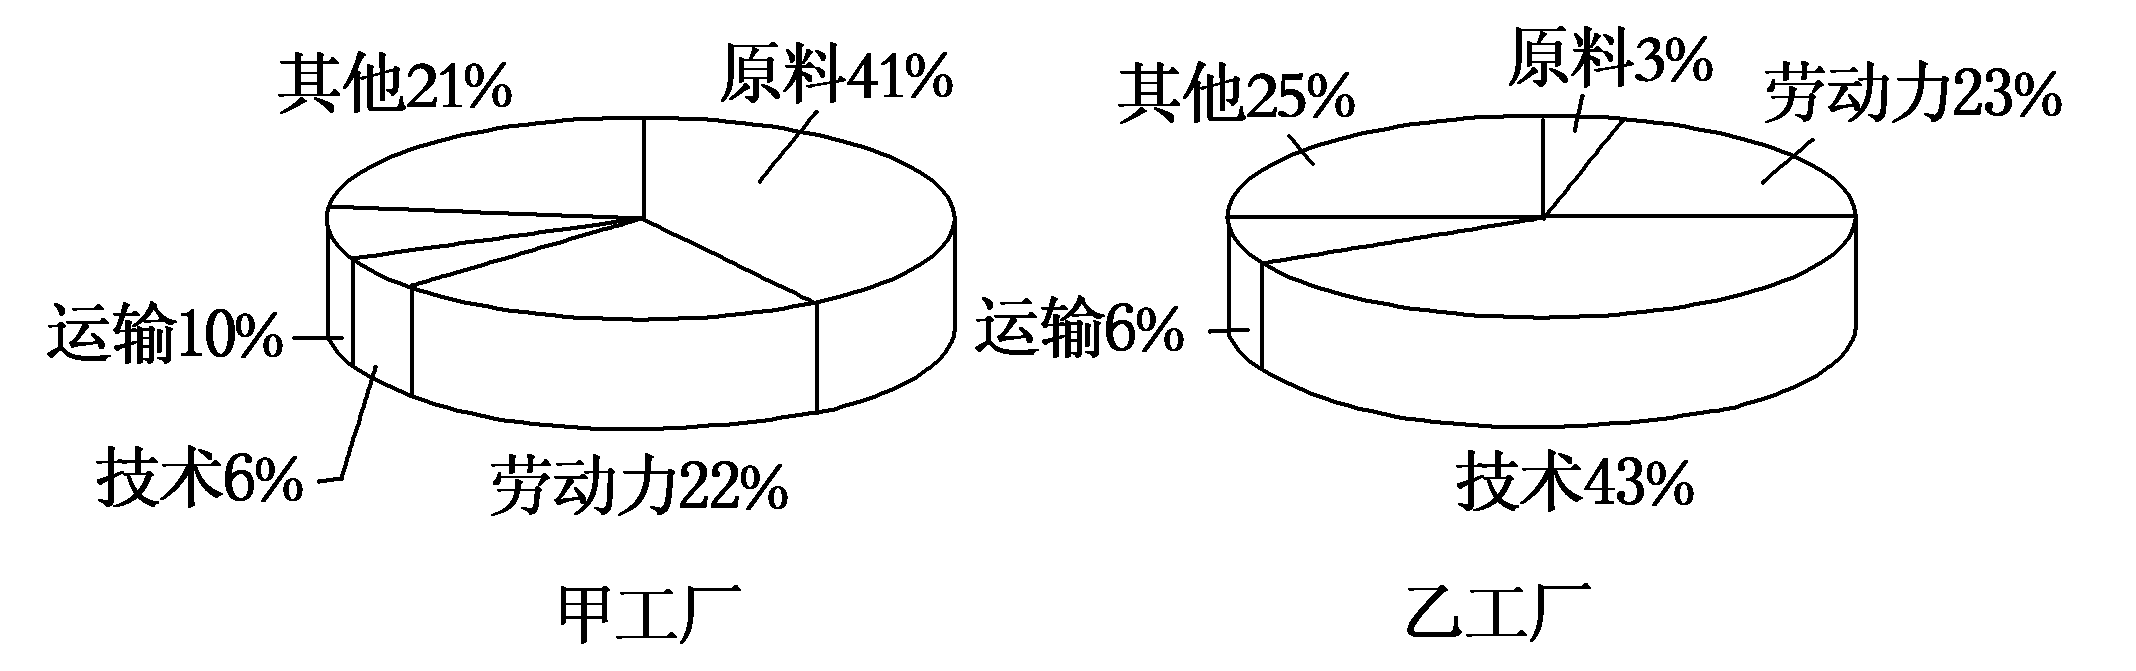 其他21%
原料41%
运输10%
技术6%
劳动力22%
甲工厂
其他25%
原料3%
劳动力23%
运输6%
技术43%
乙工厂